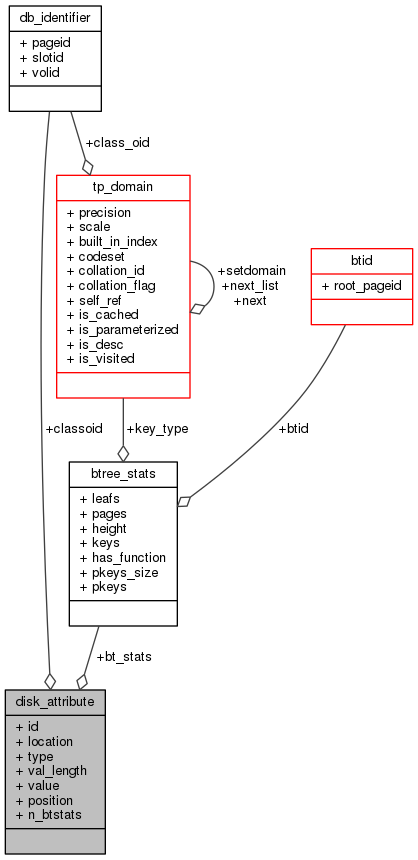 db_identifier
+ pageid
+ slotid
+ volid
+class_oid
tp_domain
+ precision
+ scale
+ built_in_index
+ codeset
+ collation_id
+ collation_flag
+ self_ref
+ is_cached
+ is_parameterized
+ is_desc
+ is_visited
+setdomain
+next_list
+next
btid
+ root_pageid
+classoid
+key_type
+btid
btree_stats
+ leafs
+ pages
+ height
+ keys
+ has_function
+ pkeys_size
+ pkeys
+bt_stats
disk_attribute
+ id
+ location
+ type
+ val_length
+ value
+ position
+ n_btstats